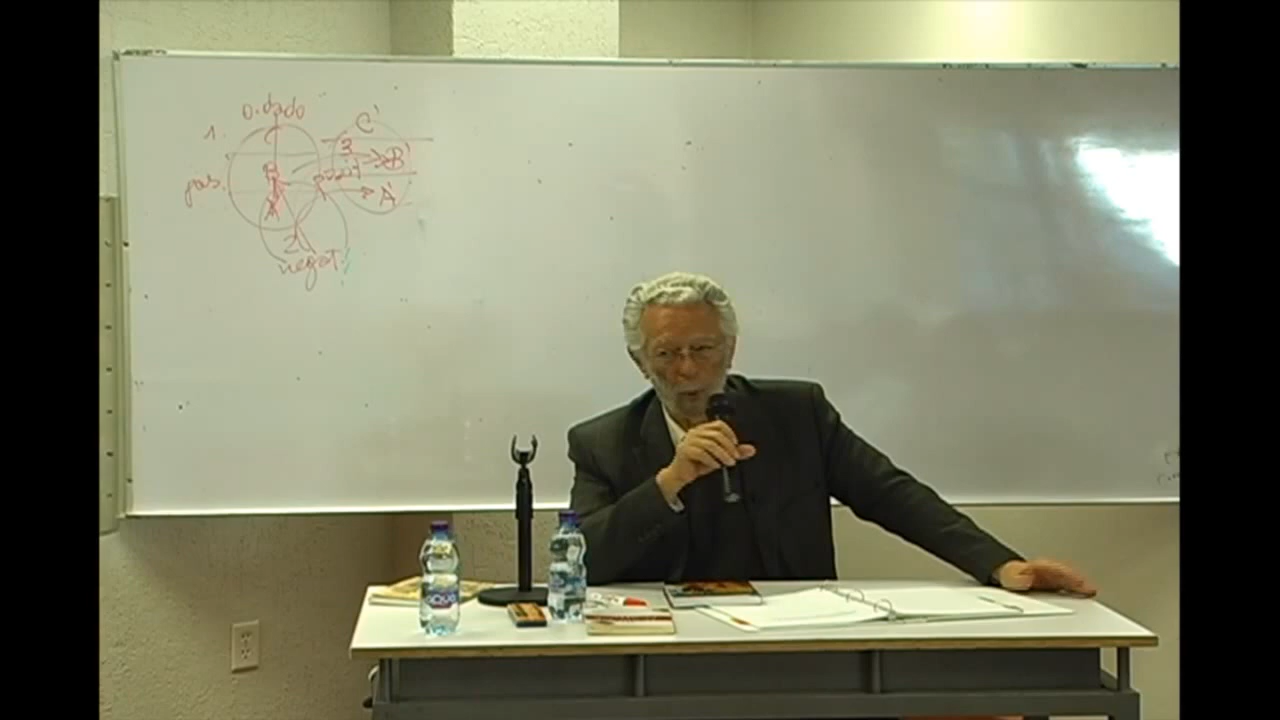 o. dado
C C'
1.
3
B B'
posit
pos.
A A'
2
negat.